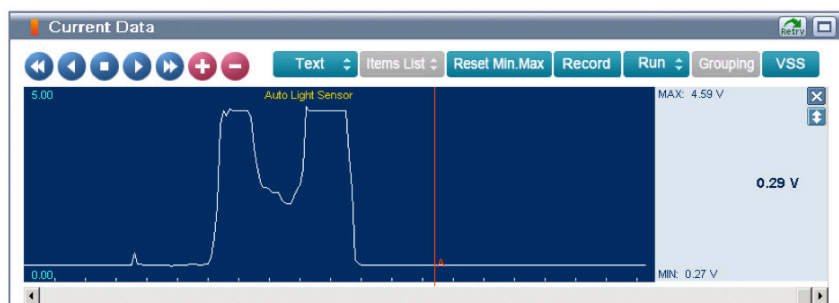 Current Data
Retry
Text Items List Reset Min.Max Record Run Grouping VSS
5.00
Auto Light Sensor
MAX: 4.59 V
0.29 V
A
0.00
MIN: 0.27 V